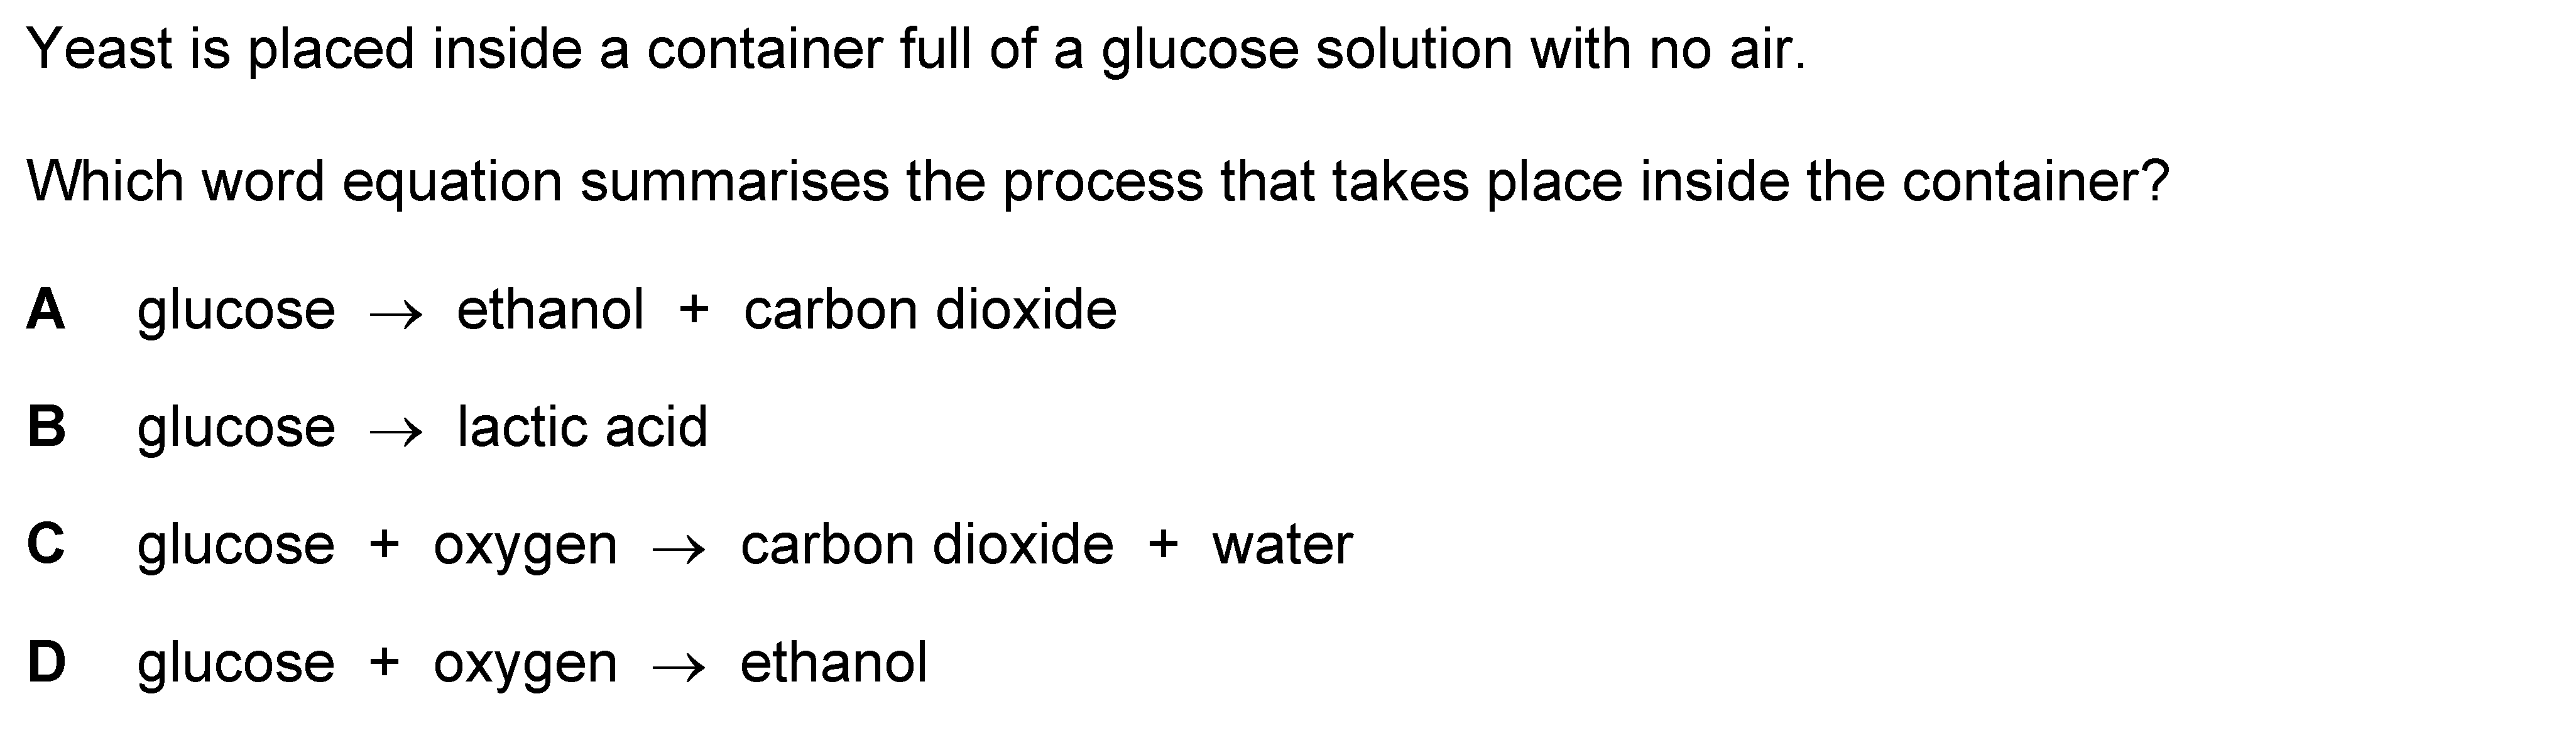 Yeast is placed inside a container full of a glucose solution with no air.
Which word equation summarises the process that takes place inside the container?
A glucose → ethanol + carbon dioxide
B glucose → lactic acid
C glucose + oxygen → carbon dioxide + water
D glucose + oxygen → ethanol